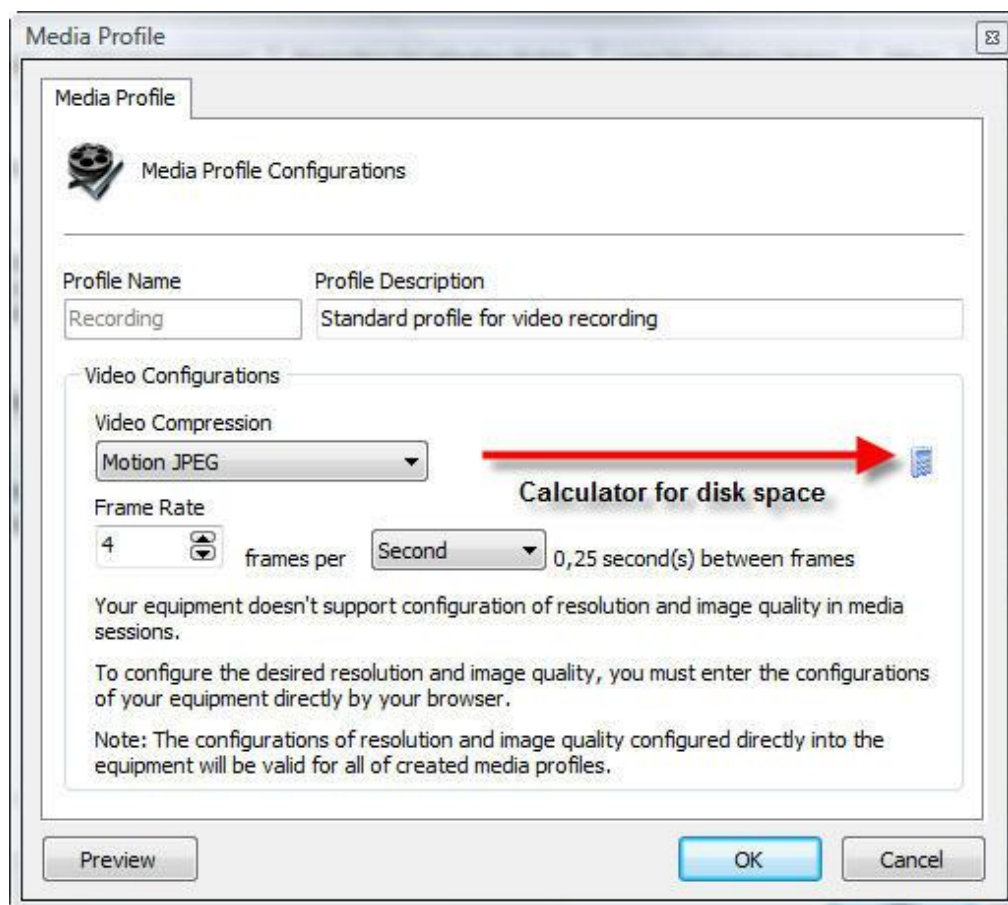 Media Profile
Media Profile
Media Profile Configurations
Profile Name Profile Description
Recording Standard profile for video recording
Video Configurations
Video Compression
Motion JPEG
Calculator for disk space
Frame Rate
4 frames per Second 0,25 second(s) between frames
Your equipment doesn't support configuration of resolution and image quality in media
sessions.
To configure the desired resolution and image quality, you must enter the configurations
of your equipment directly by your browser.
Note: The configurations of resolution and image quality configured directly into the
equipment will be valid for all of created media profiles.
Preview OK Cancel